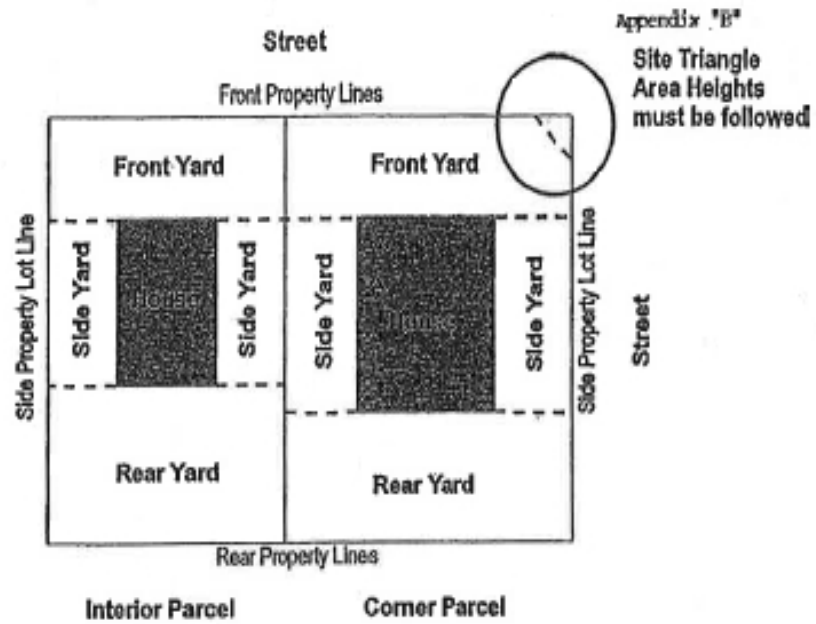 Appendix "B"
Street
Site Triangle
Area Heights
must be followed
Front Property Lines
Front Yard
Front Yard
Side Property Lot Line
Side Yard
House
Side Yard
Side Yard
House
Side Yard
Side Property Lot Line
Street
Rear Yard
Rear Yard
Rear Property Lines
Interior Parcel
Corner Parcel